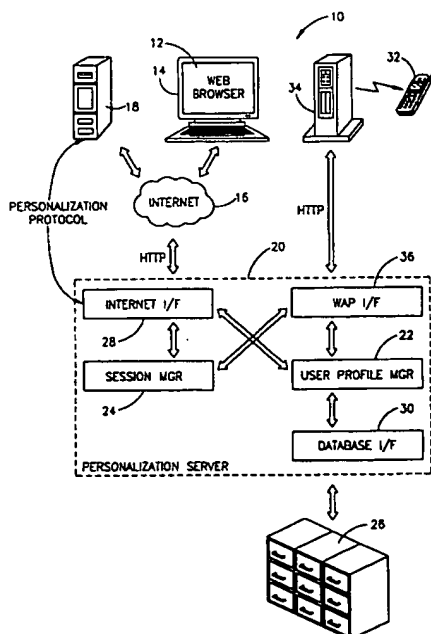 10
12
14
WEB
BROWSER
18
34
32
PERSONALIZATION
PROTOCOL
INTERNET
16
HTTP
HTTP
20
36
INTERNET I/F
WAP I/F
28
22
SESSION MGR
USER PROFILE MGR
24
30
DATABASE I/F
PERSONALIZATION SERVER
26